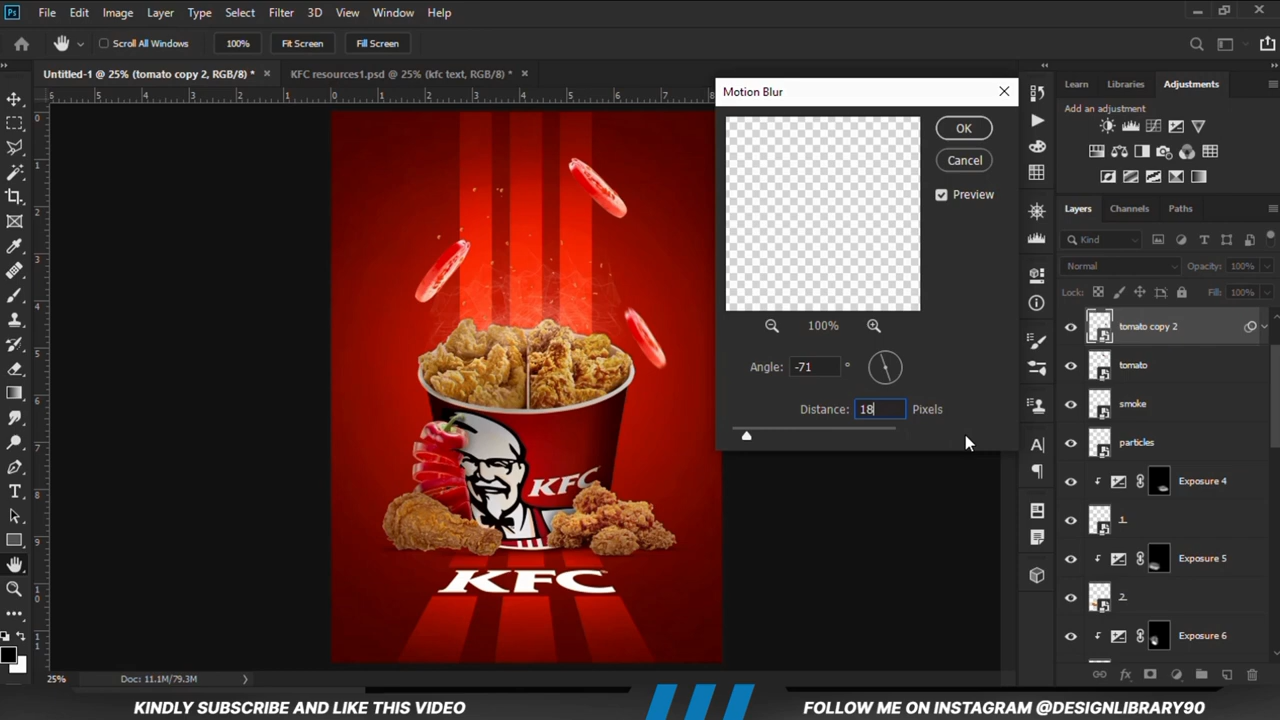 Ps File Edit Image Layer Type Select Filter 3D View Window Help
Scroll All Windows 100% Fit Screen Fill Screen
Untitled-1 @ 25% (tomato copy 2, RGB/8) * × KFC resources1.psd @ 25% (kfc text, RGB/8) * ×
Motion Blur
OK
Cancel
Preview
100%
Angle: -71 °
Distance: 18 Pixels
Learn Libraries Adjustments
Add an adjustment
Layers Channels Paths
Kind
Normal Opacity: 100%
Lock: Fill: 100%
tomato copy 2
tomato
smoke
particles
Exposure 4
1
Exposure 5
2
Exposure 6
KFC
KFC
25% Doc: 11.1M/79.3M
KINDLY SUBSCRIBE AND LIKE THIS VIDEO
FOLLOW ME ON INSTAGRAM @DESIGNLIBRARY90